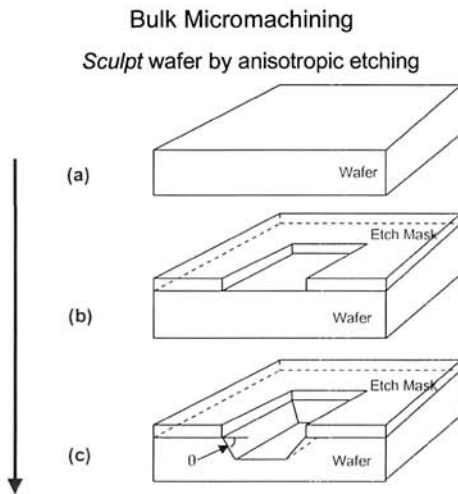 Bulk Micromachining
Sculpt wafer by anisotropic etching
(a)
Wafer
Etch Mask
(b)
Wafer
Etch Mask
(c)
θ
Wafer